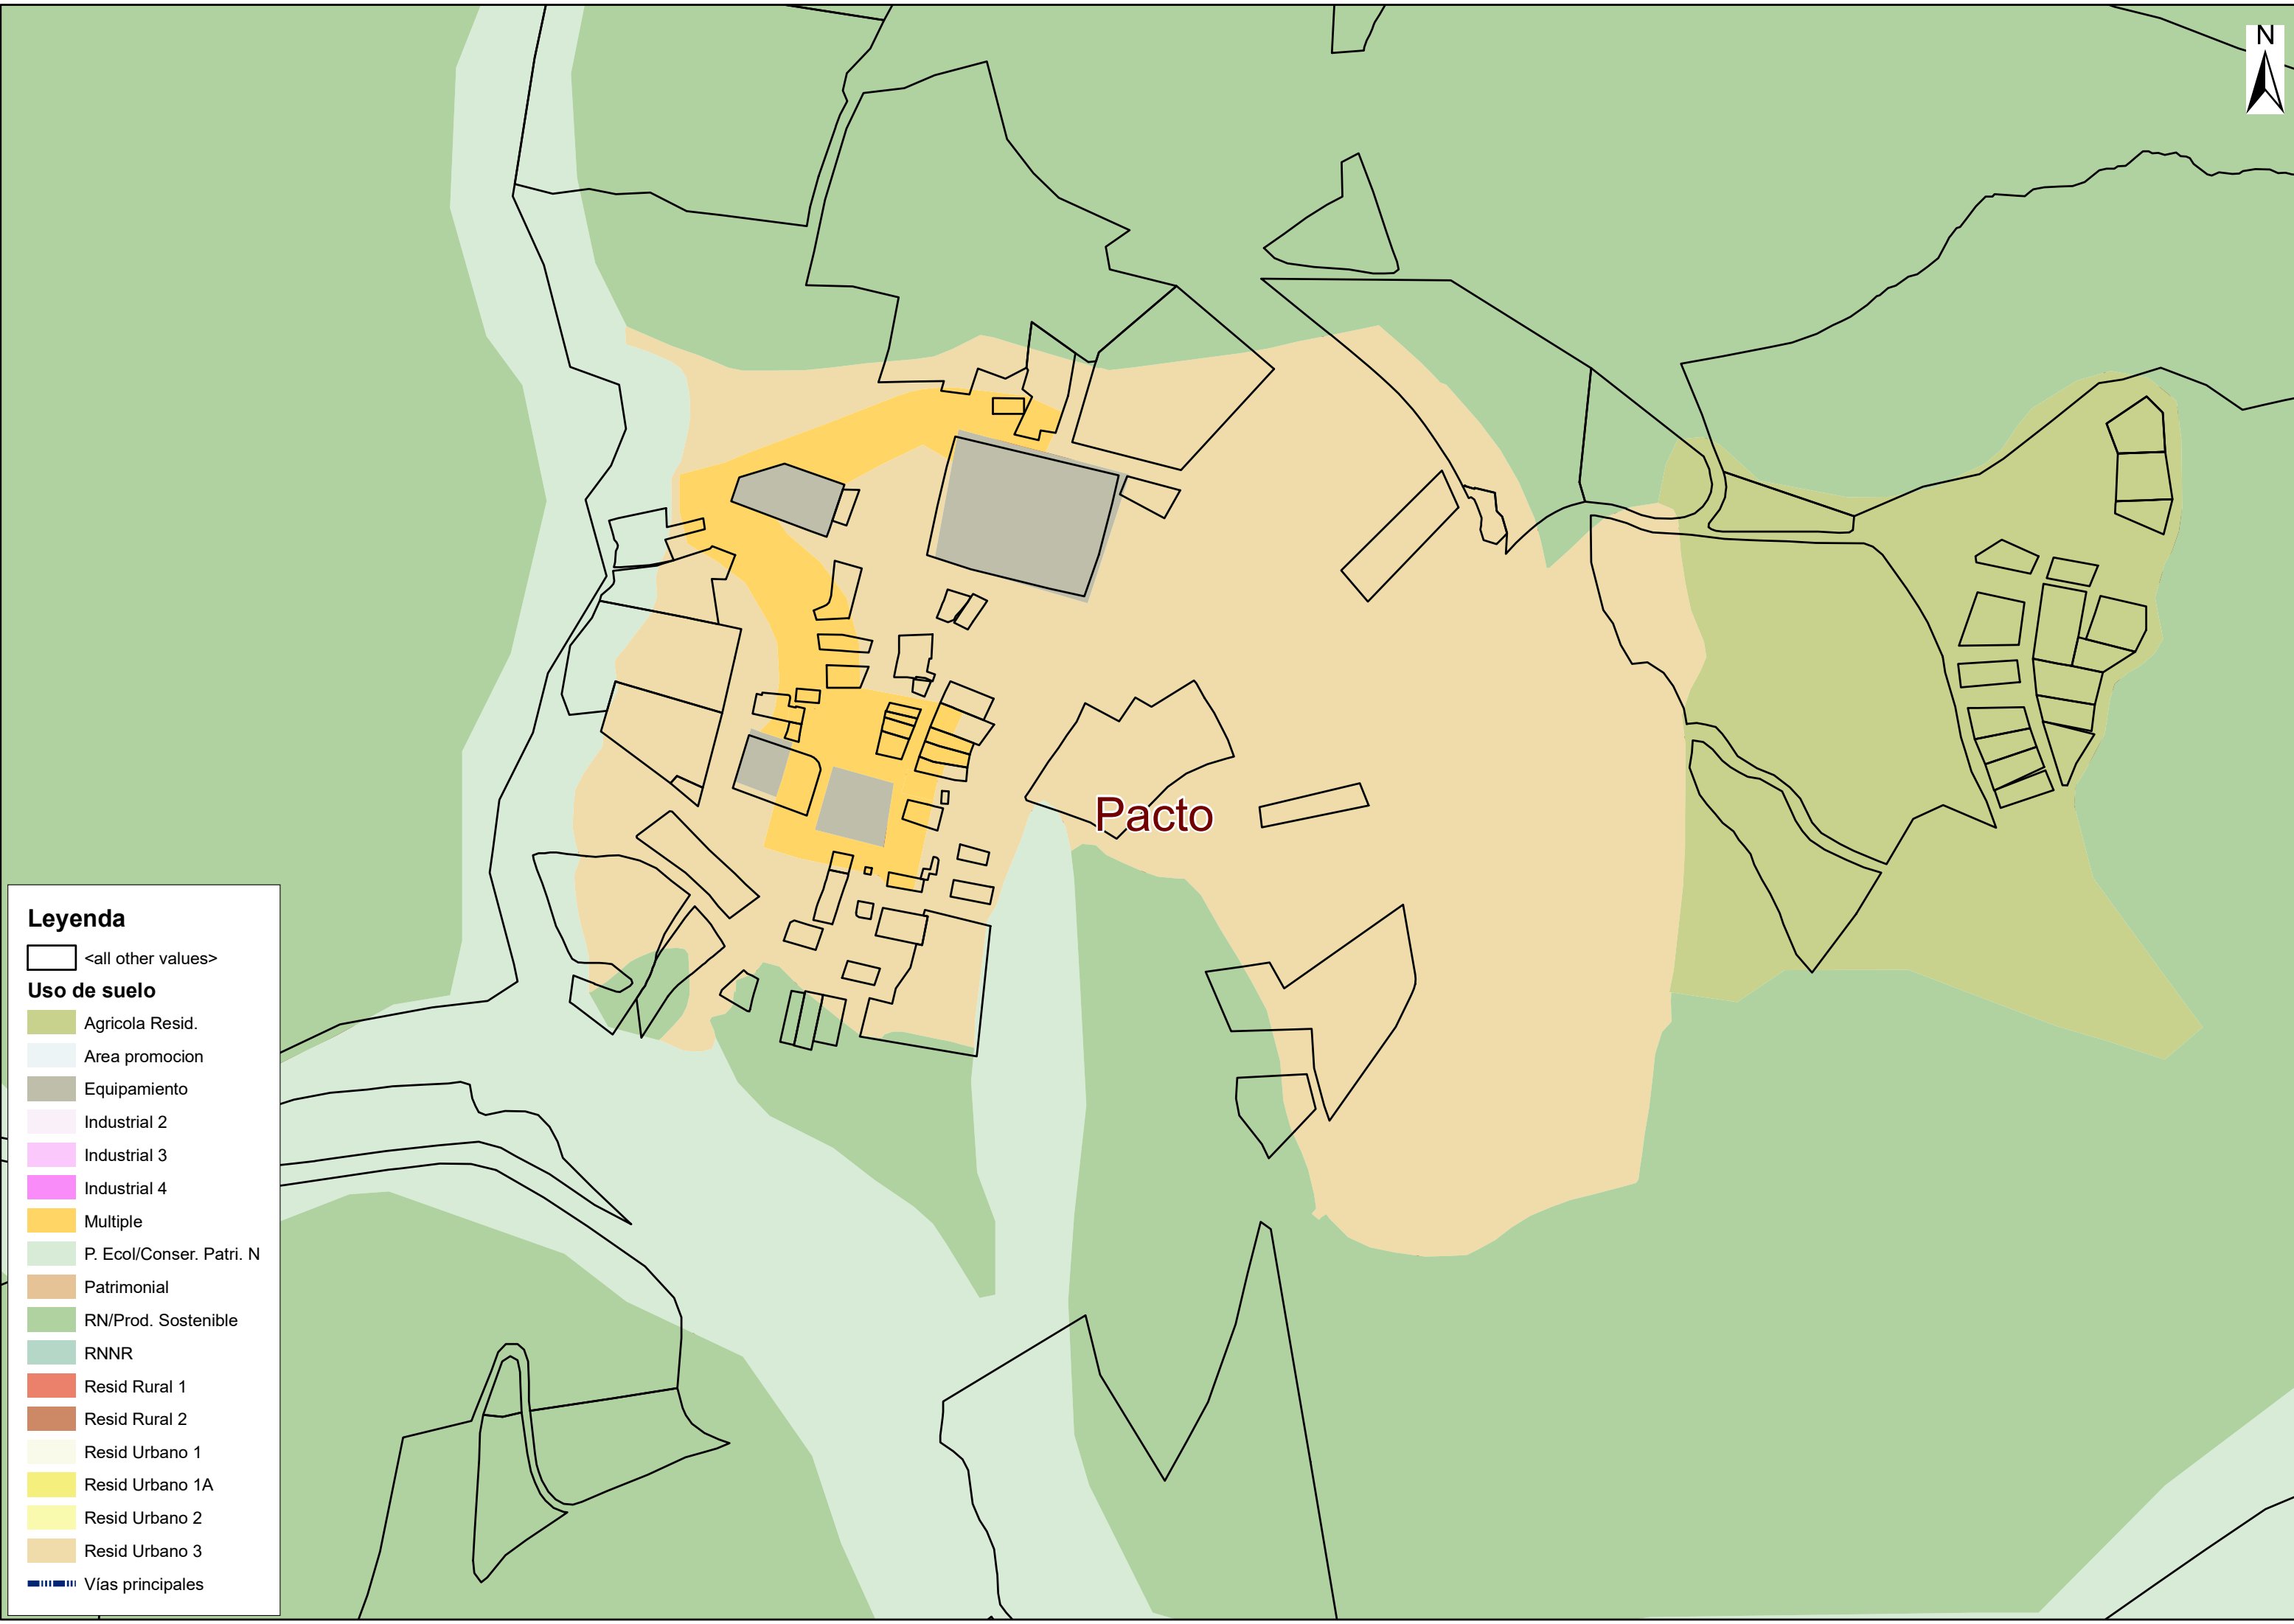 N
Pacto
Leyenda
<all other values>
Uso de suelo
Agricola Resid.
Area promocion
Equipamiento
Industrial 2
Industrial 3
Industrial 4
Multiple
P. Ecol/Conser. Patri. N
Patrimonial
RN/Prod. Sostenible
RNNR
Resid Rural 1
Resid Rural 2
Resid Urbano 1
Resid Urbano 1A
Resid Urbano 2
Resid Urbano 3
Vías principales